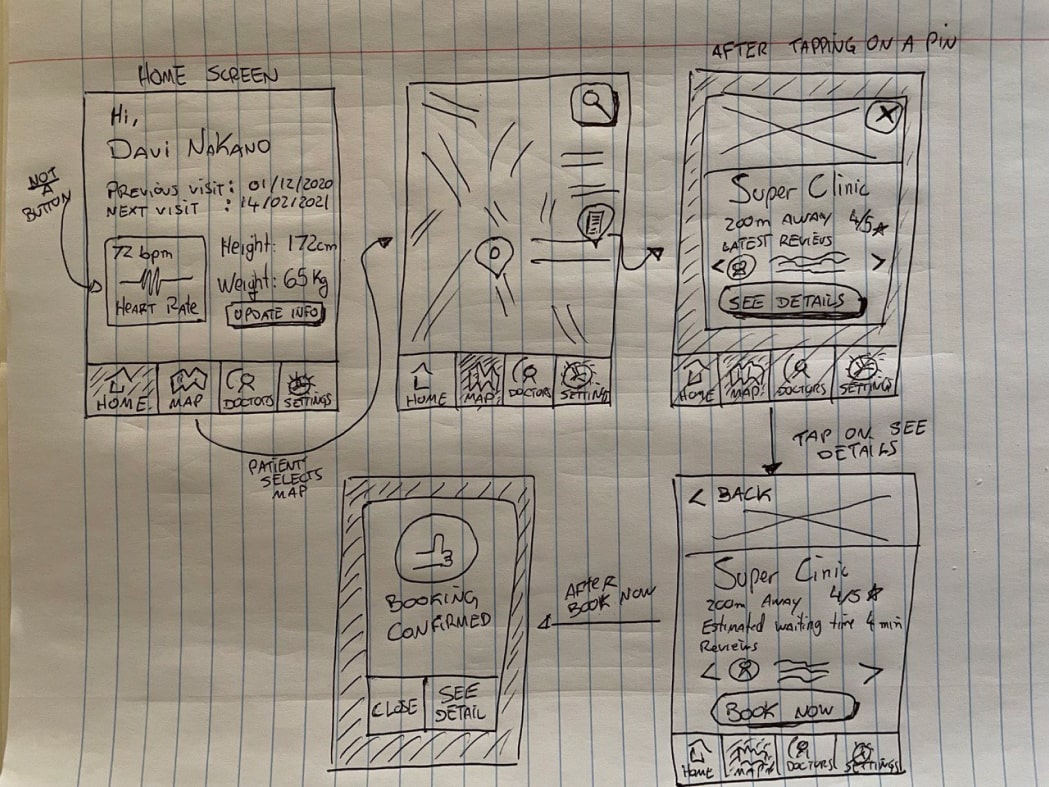 HOME SCREEN
Hi,
DAVI NAKANO
PREVIOUS VISIT: 01/12/2020
NEXT VISIT : 14/02/2021
72 bpm
HEART RATE
Height: 172cm
Weight: 65 Kg
UPDATE INFO
HOME MAP DOCTORS SETTINGS
NOT
A
BUTTON
PATIENT
SELECTS
MAP
HOME MAP DOCTORS SETTING
AFTER TAPPING ON A PIN
X
Super Clinic
200m AWAY 4/5
LATEST REVIEWS
< >
SEE DETAILS
HOME MAP DOCTORS SETTINGS
TAP ON SEE
DETAILS
< BACK
Super Clinic
200m AWAY 4/5
Estimated waiting time 4 min
Reviews
< >
BOOK NOW
HOME MAP DOCTORS SETTINGS
AFTER
BOOK NOW
BOOKING
CONFIRMED
CLOSE
SEE
DETAIL